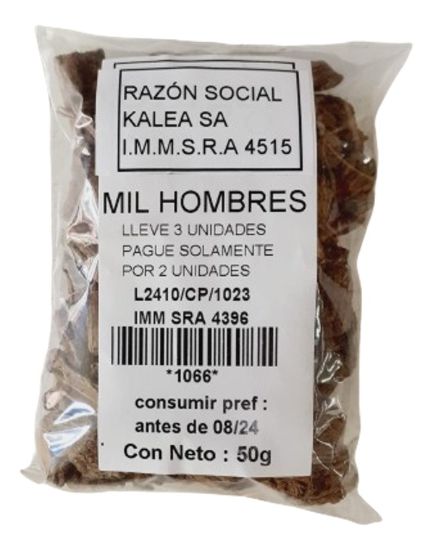 RAZÓN SOCIAL
KALEA SA
I.M.M.S.R.A 4515
MIL HOMBRES
LLEVE 3 UNIDADES
PAGUE SOLAMENTE
POR 2 UNIDADES
L2410/CP/1023
IMM SRA 4396
*1066*
consumir pref :
antes de 08/24
Con Neto : 50g